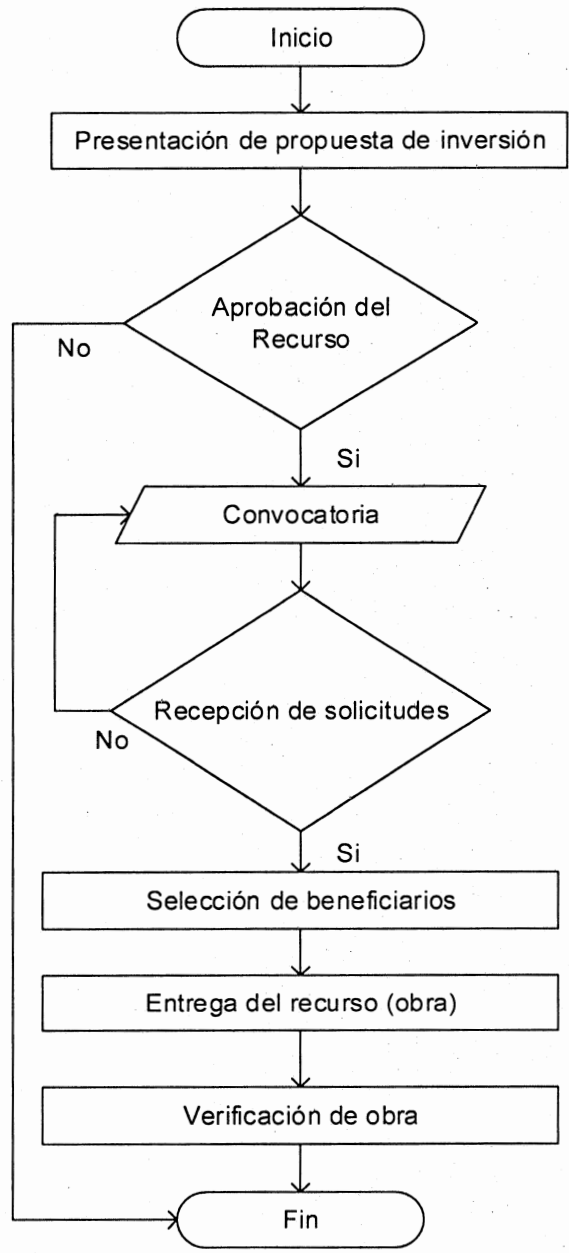 Inicio
Presentación de propuesta de inversión
Aprobación del
Recurso
No
Si
Convocatoria
Recepción de solicitudes
No
Si
Selección de beneficiarios
Entrega del recurso (obra)
Verificación de obra
Fin